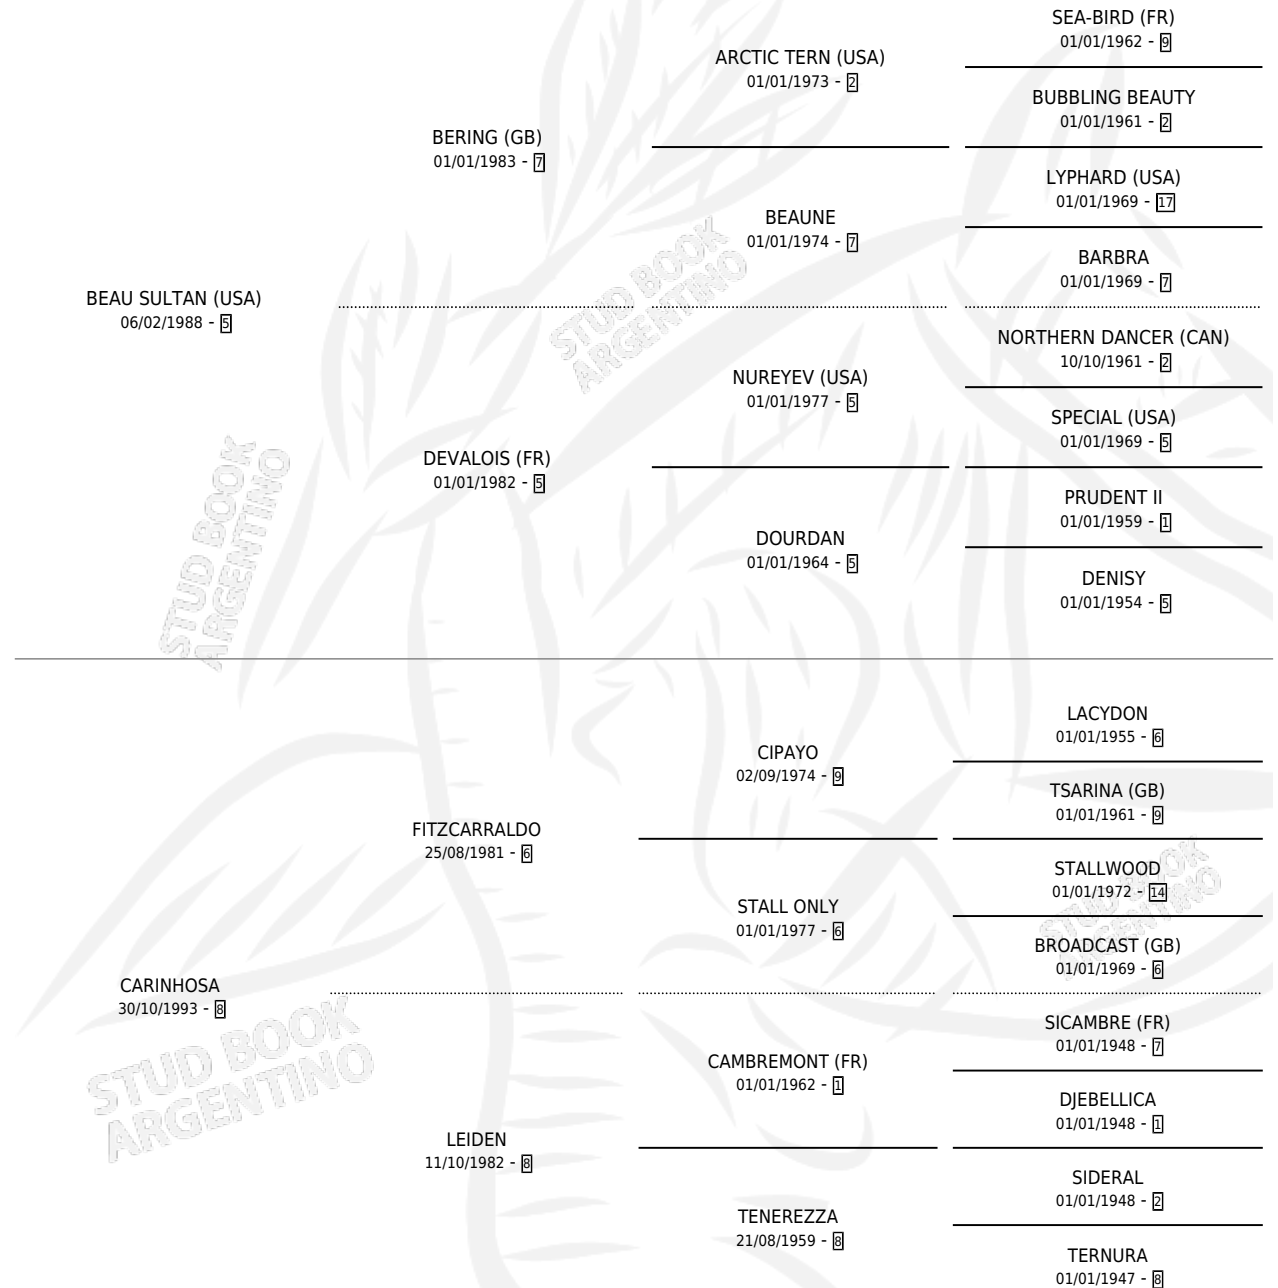 SEA-BIRD (FR)
01/01/1962 - 9
ARCTIC TERN (USA)
01/01/1973 - 2
BUBBLING BEAUTY
01/01/1961 - 2
BERING (GB)
01/01/1983 - 7
LYPHARD (USA)
01/01/1969 - 17
BEAUNE
01/01/1974 - 7
BARBRA
01/01/1969 - 7
BEAU SULTAN (USA)
06/02/1988 - 5
NORTHERN DANCER (CAN)
10/10/1961 - 2
NUREYEV (USA)
01/01/1977 - 5
SPECIAL (USA)
01/01/1969 - 5
DEVALOIS (FR)
01/01/1982 - 5
PRUDENT II
01/01/1959 - 1
DOURDAN
01/01/1964 - 5
DENISY
01/01/1954 - 5
LACYDON
01/01/1955 - 6
CIPAYO
02/09/1974 - 9
TSARINA (GB)
01/01/1961 - 9
FITZCARRALDO
25/08/1981 - 6
STALLWOOD
01/01/1972 - 14
STALL ONLY
01/01/1977 - 6
BROADCAST (GB)
01/01/1969 - 6
CARINHOSA
30/10/1993 - 8
SICAMBRE (FR)
01/01/1948 - 7
CAMBREMONT (FR)
01/01/1962 - 1
DJEBELLICA
01/01/1948 - 1
LEIDEN
11/10/1982 - 8
SIDERAL
01/01/1948 - 2
TENEREZZA
21/08/1959 - 8
TERNURA
01/01/1947 - 8
STUD BOOK
ARGENTINO
STUD BOOK
ARGENTINO
STUD BOOK
ARGENTINO
STUD BOOK
ARGENTINO